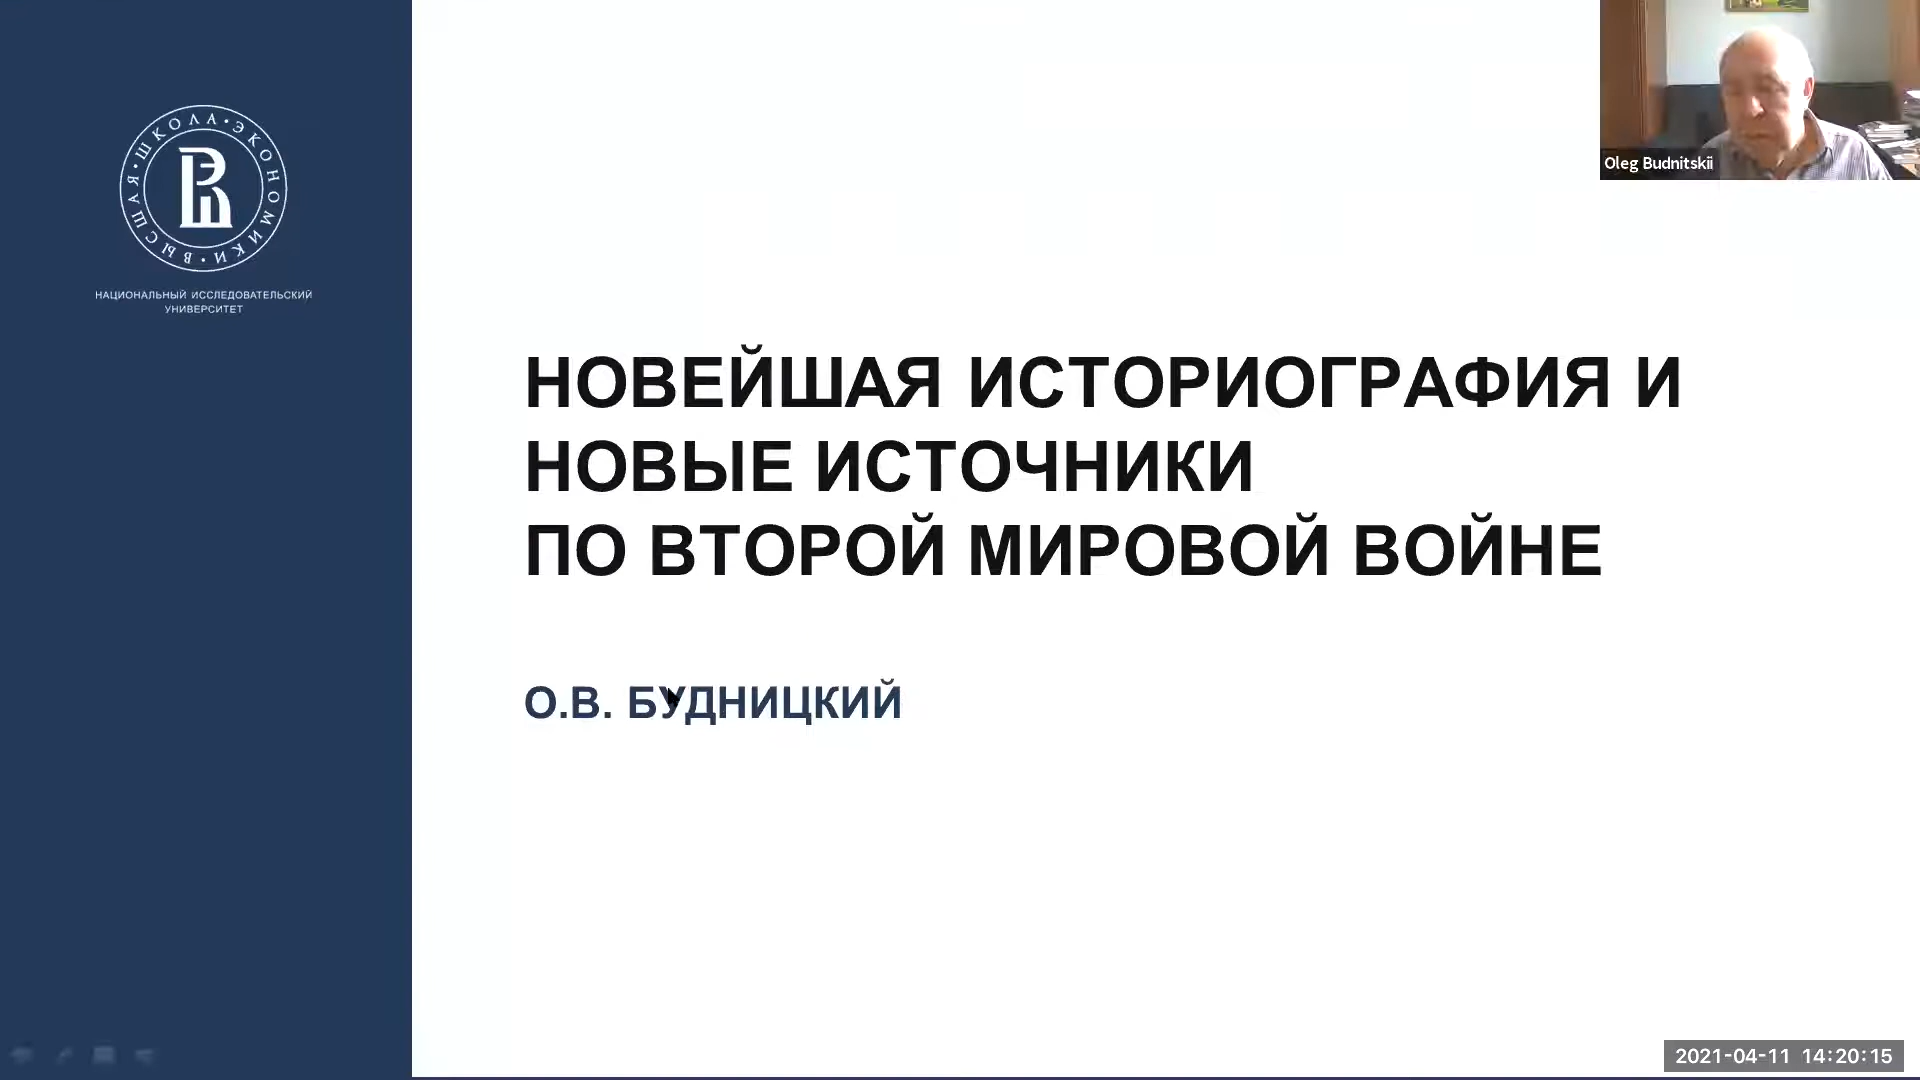 ВЫСШАЯ • ШКОЛА • ЭКОНОМИКИ •
НАЦИОНАЛЬНЫЙ ИССЛЕДОВАТЕЛЬСКИЙ
УНИВЕРСИТЕТ
Oleg Budnitskii
НОВЕЙШАЯ ИСТОРИОГРАФИЯ И
НОВЫЕ ИСТОЧНИКИ
ПО ВТОРОЙ МИРОВОЙ ВОЙНЕ
О.В. БУДНИЦКИЙ
2021-04-11 14:20:15